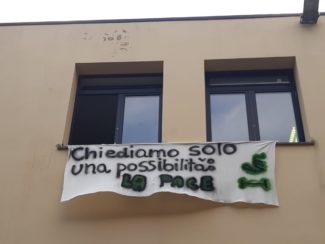 Chiediamo solo
una possibilità:
LA PACE